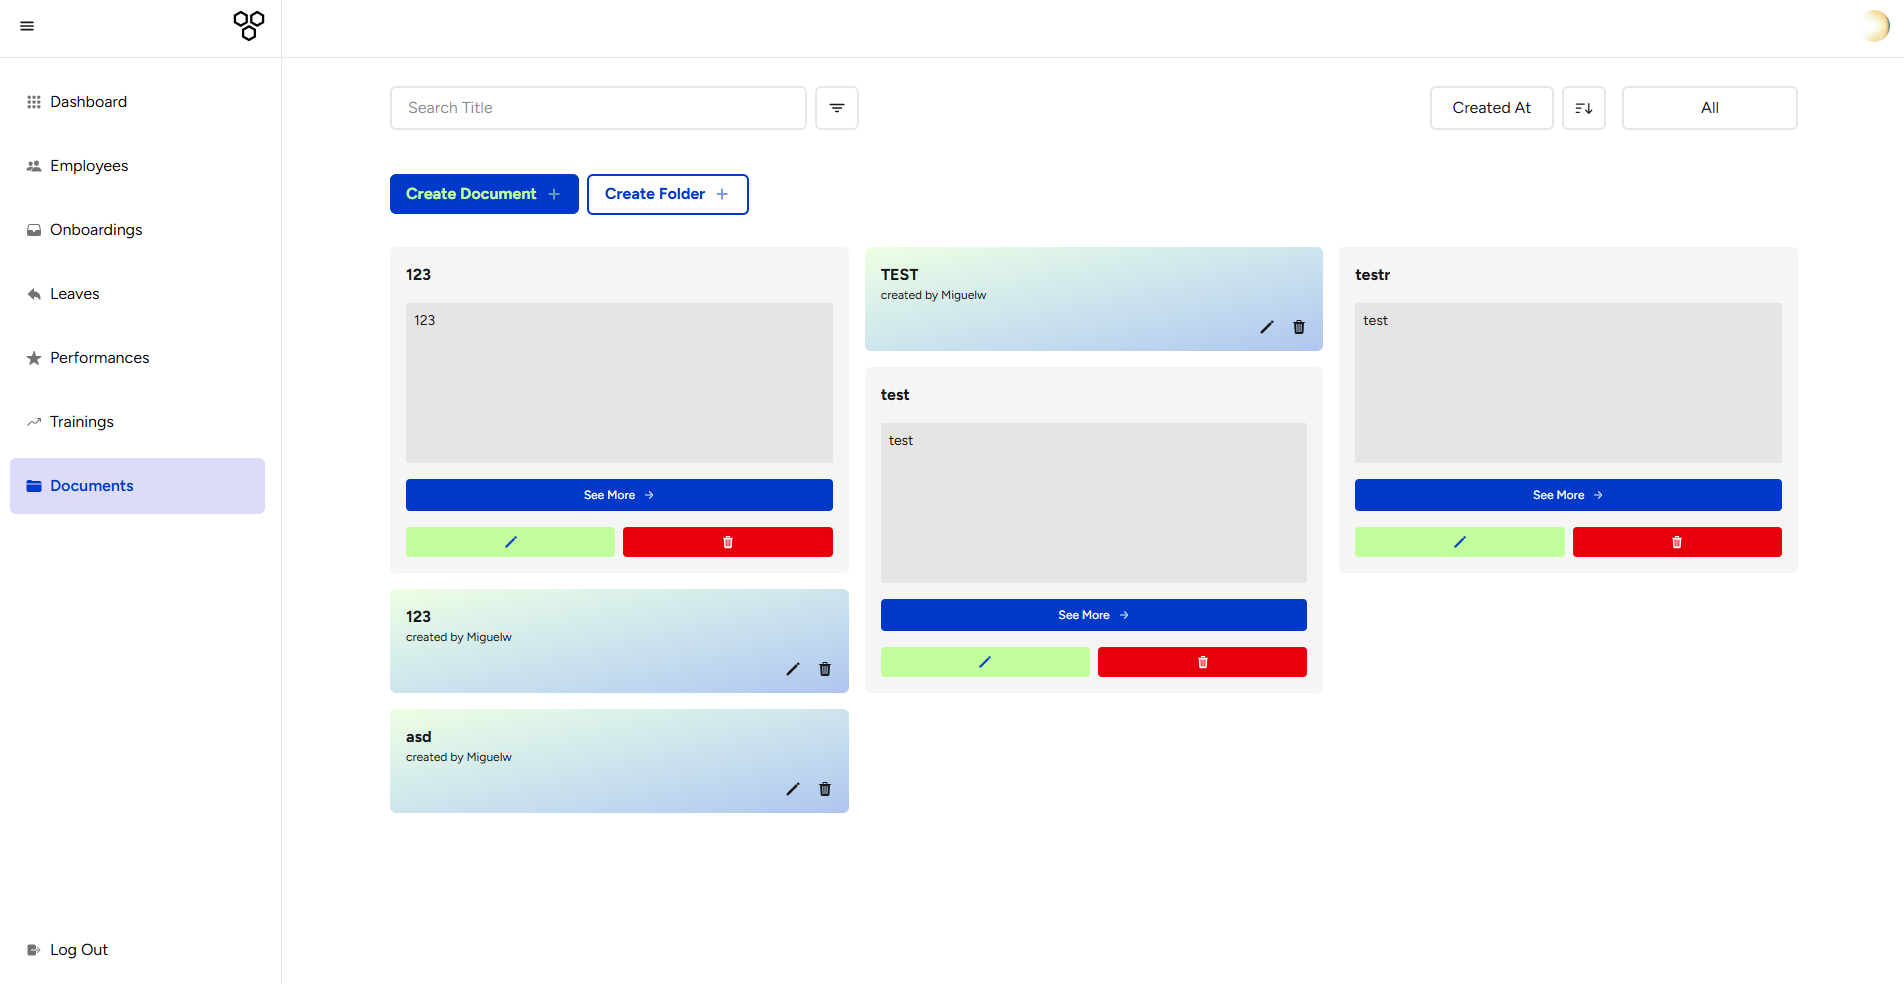 Dashboard
Employees
Onboardings
Leaves
Performances
Trainings
Documents
Log Out
Search Title
Created At
All
Create Document +
Create Folder +
123
123
See More →
123
created by Miguelw
asd
created by Miguelw
TEST
created by Miguelw
test
test
See More →
testr
test
See More →